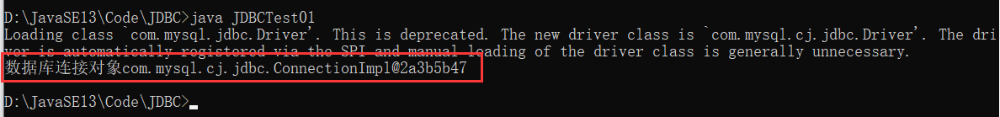 D:\JavaSE13\Code\JDBC>java JDBCTest01
Loading class `com.mysql.jdbc.Driver'. This is deprecated. The new driver class is `com.mysql.cj.jdbc.Driver'. The dri
ver is automatically registered via the SPI and manual loading of the driver class is generally unnecessary.
数据库连接对象com.mysql.cj.jdbc.ConnectionImpl@2a3b5b47
D:\JavaSE13\Code\JDBC>